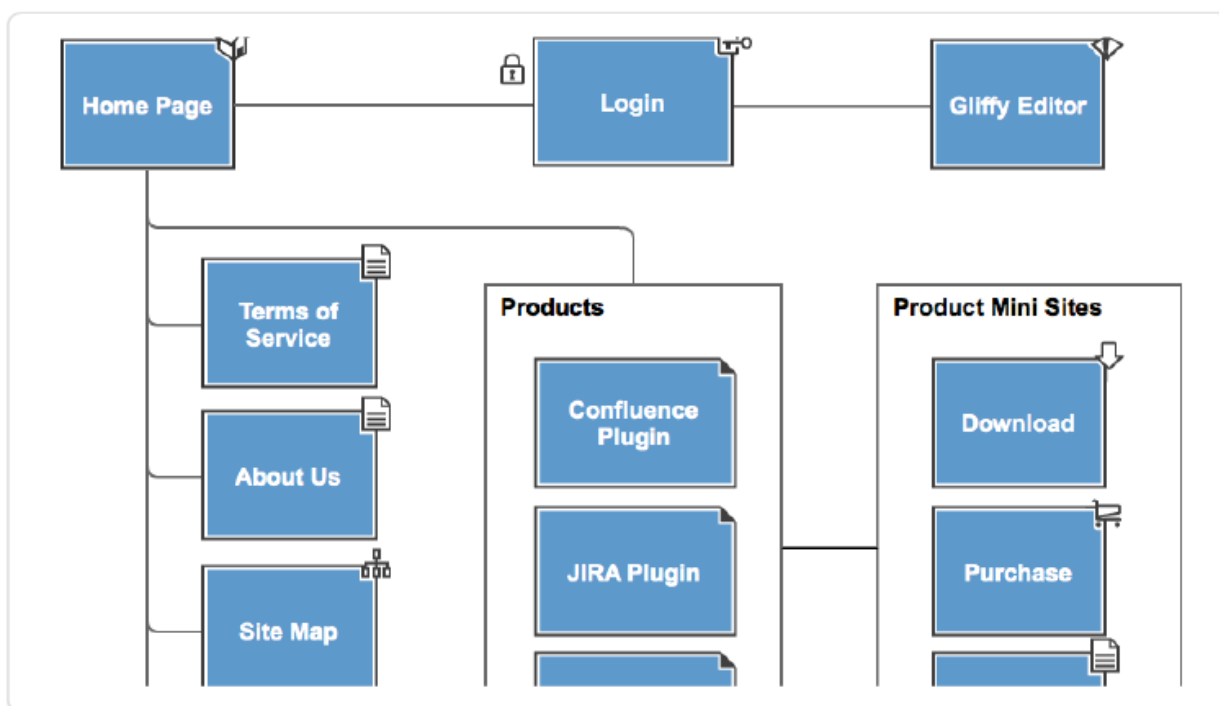 Home Page
Login
Gliffy Editor
Terms of
Service
About Us
Site Map
Products
Confluence
Plugin
JIRA Plugin
Product Mini Sites
Download
Purchase